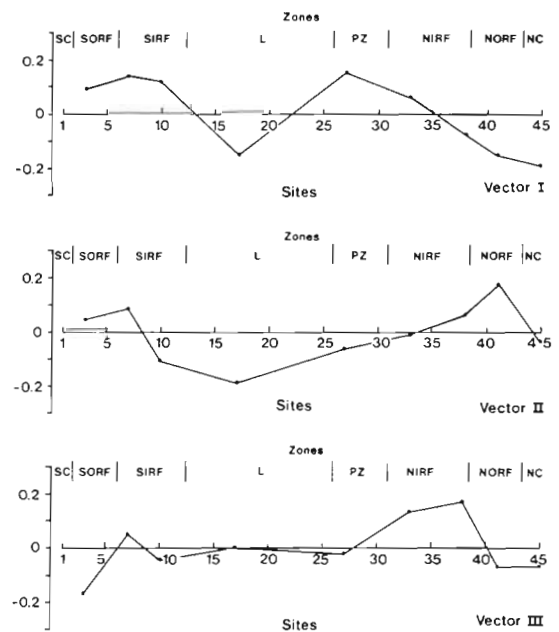 Zones
SC SORF SIRF L PZ NIRF NORF NC
0.2
0
1 5 10 15 20 25 30 35 40 45
-0.2
Sites
Vector I
Zones
SC SORF SIRF L PZ NIRF NORF NC
0.2
0
1 5 10 15 20 25 30 35 40 45
-0.2
Sites
Vector II
Zones
SC SORF SIRF L PZ NIRF NORF NC
0.2
0
1 5 10 15 20 25 30 35 40 45
-0.2
Sites
Vector III